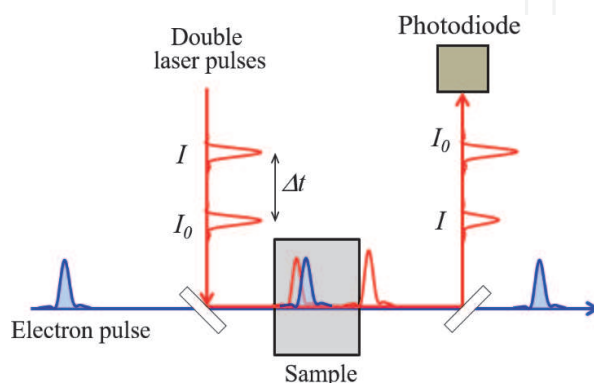 Double
laser pulses
Photodiode
I
Δt
I₀
I₀
I
Electron pulse
Sample